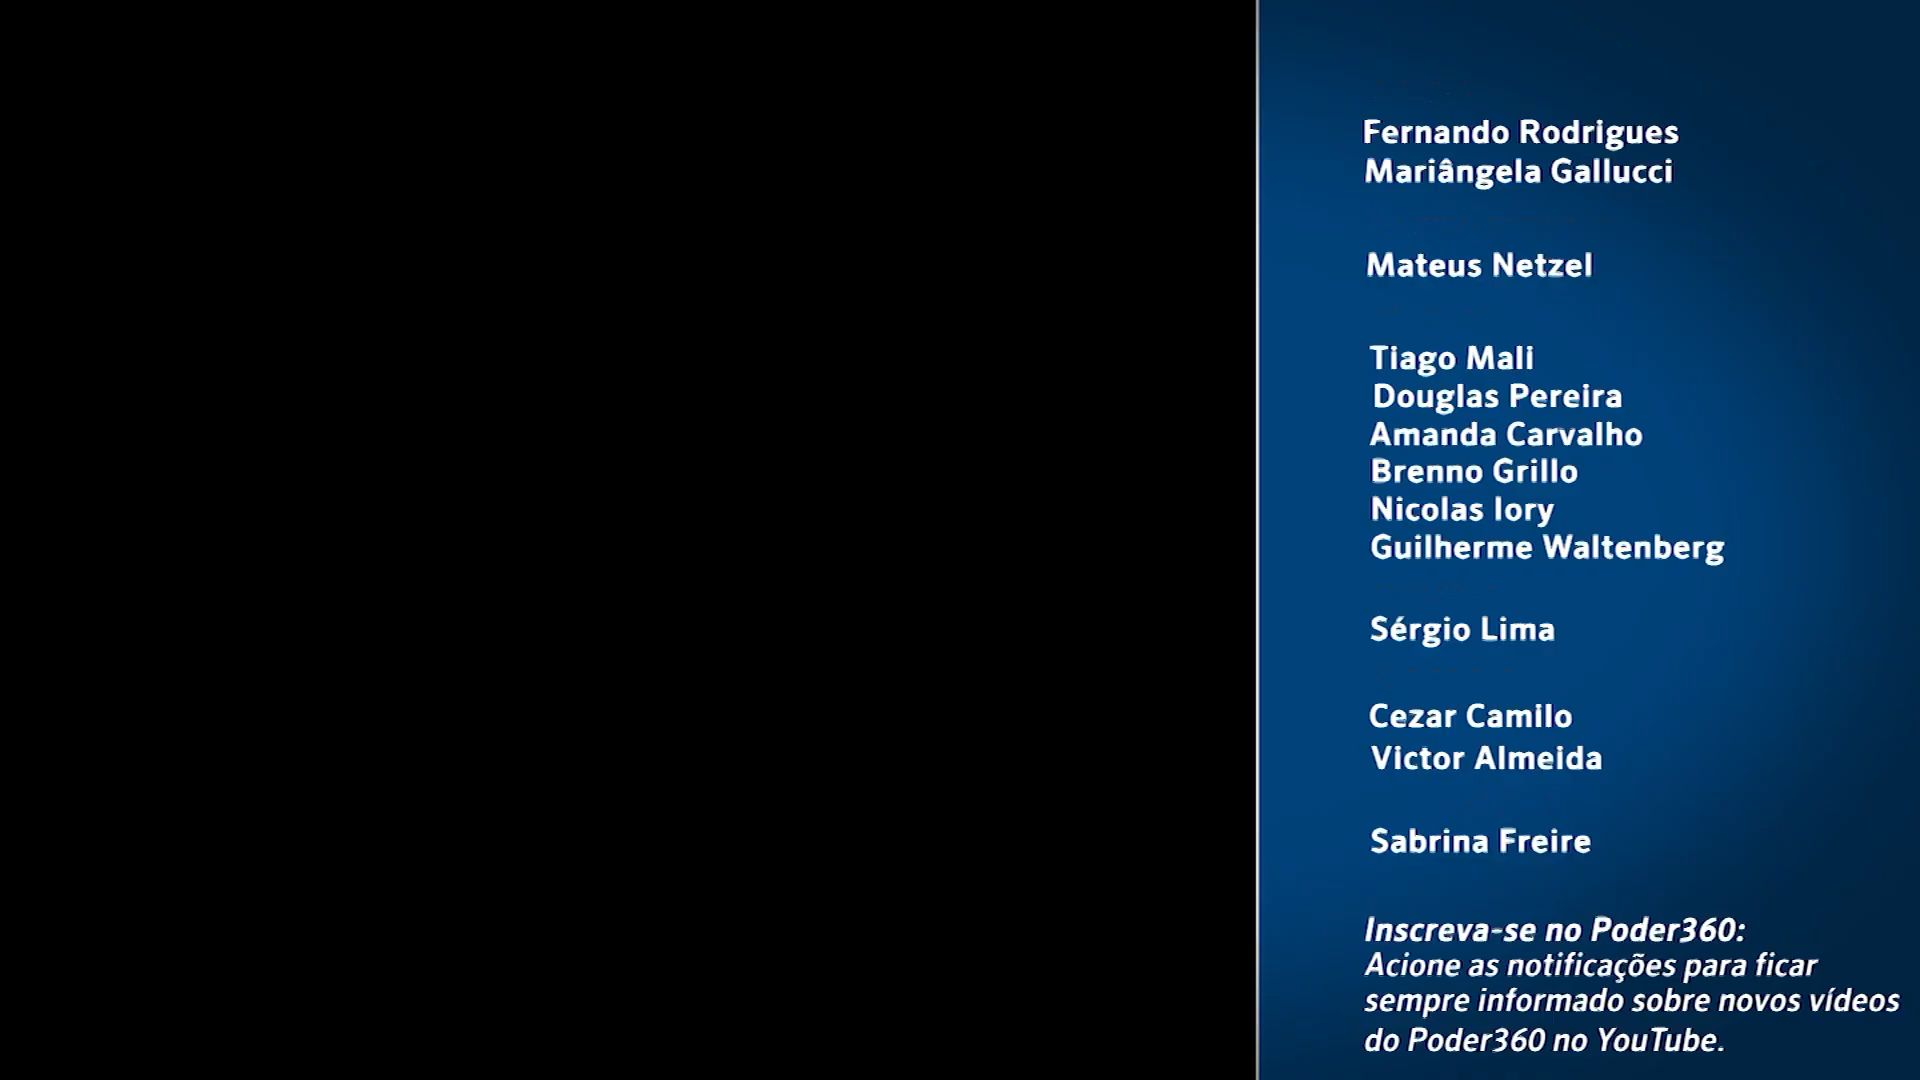 Fernando Rodrigues
Mariângela Gallucci
Mateus Netzel
Tiago Mali
Douglas Pereira
Amanda Carvalho
Brenno Grillo
Nicolas Iory
Guilherme Waltenberg
Sérgio Lima
Cezar Camilo
Victor Almeida
Sabrina Freire
Inscreva-se no Poder360:
Acione as notificações para ficar
sempre informado sobre novos vídeos
do Poder360 no YouTube.